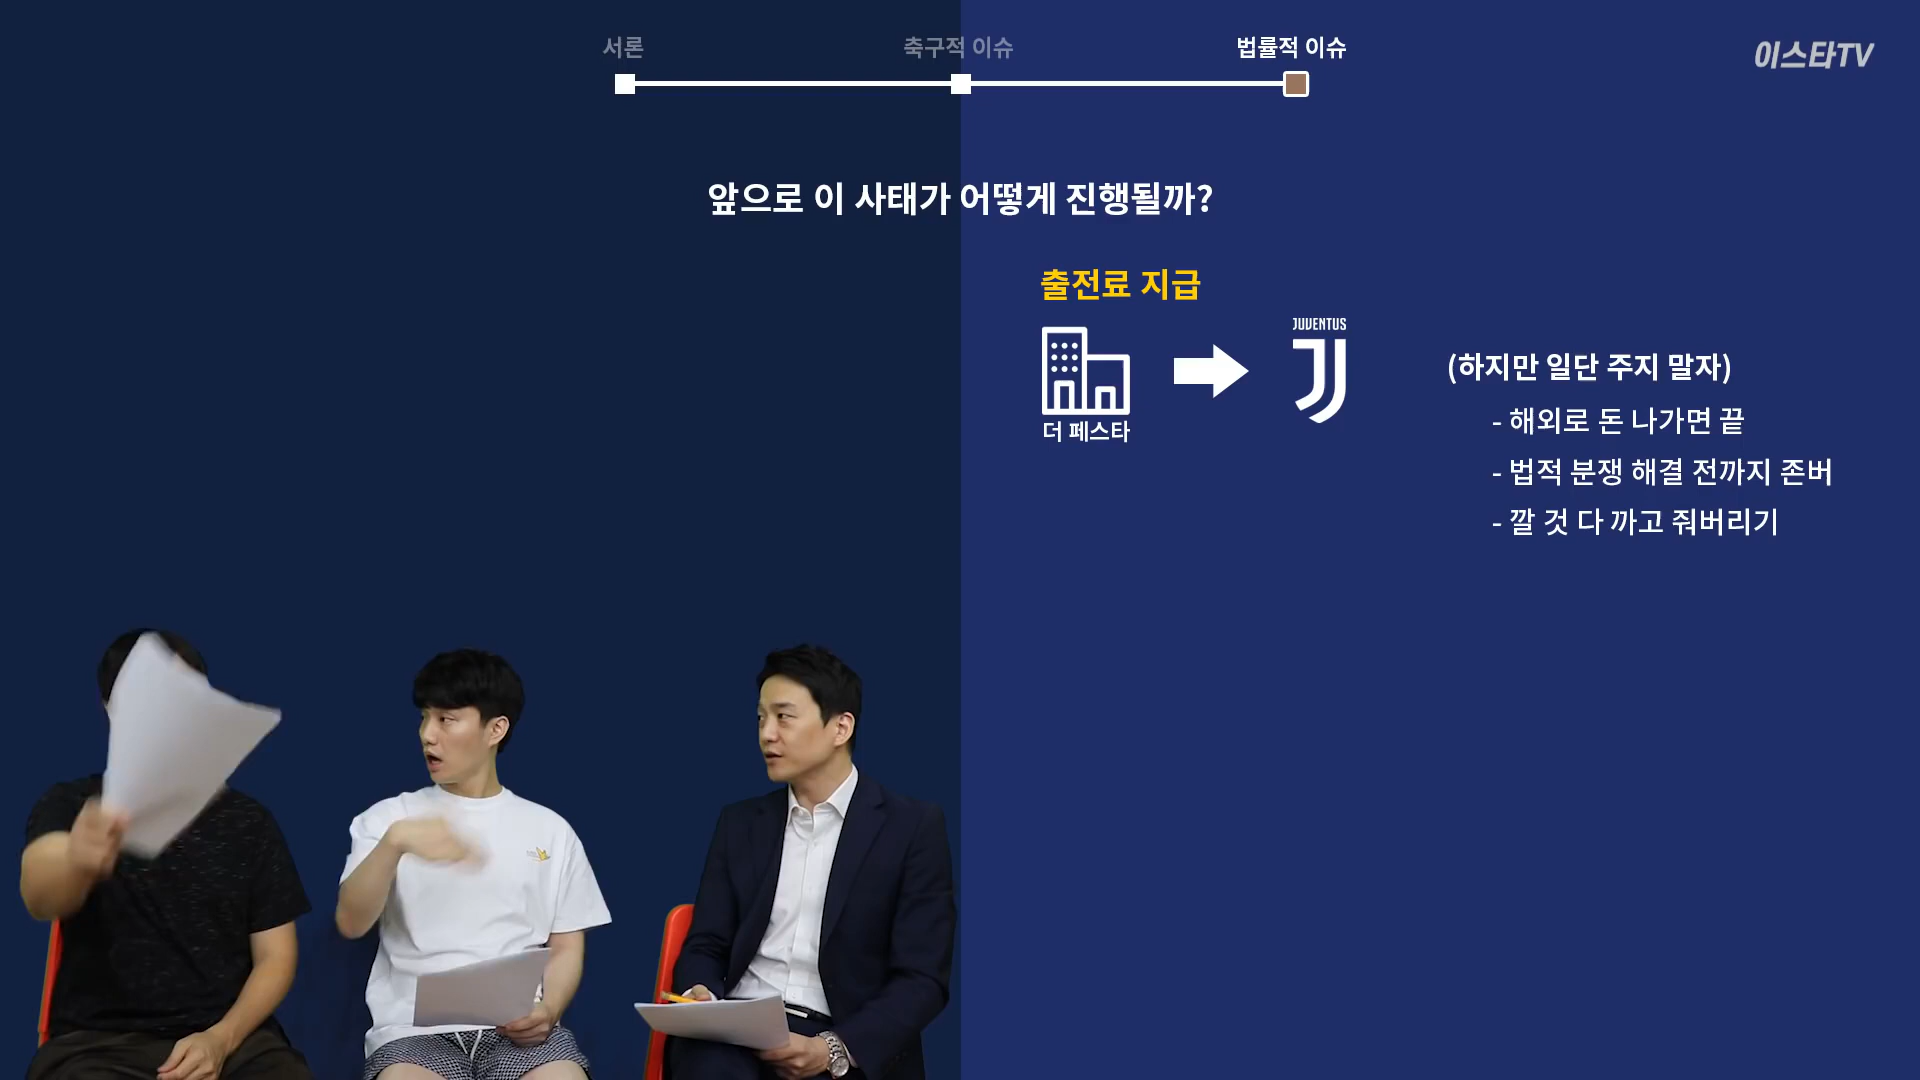 서론
축구적 이슈
법률적 이슈
이스타TV
앞으로 이 사태가 어떻게 진행될까?
출전료 지급
JUVENTUS
더 페스타
(하지만 일단 주지 말자)
- 해외로 돈 나가면 끝
- 법적 분쟁 해결 전까지 존버
- 깔 것 다 까고 줘버리기